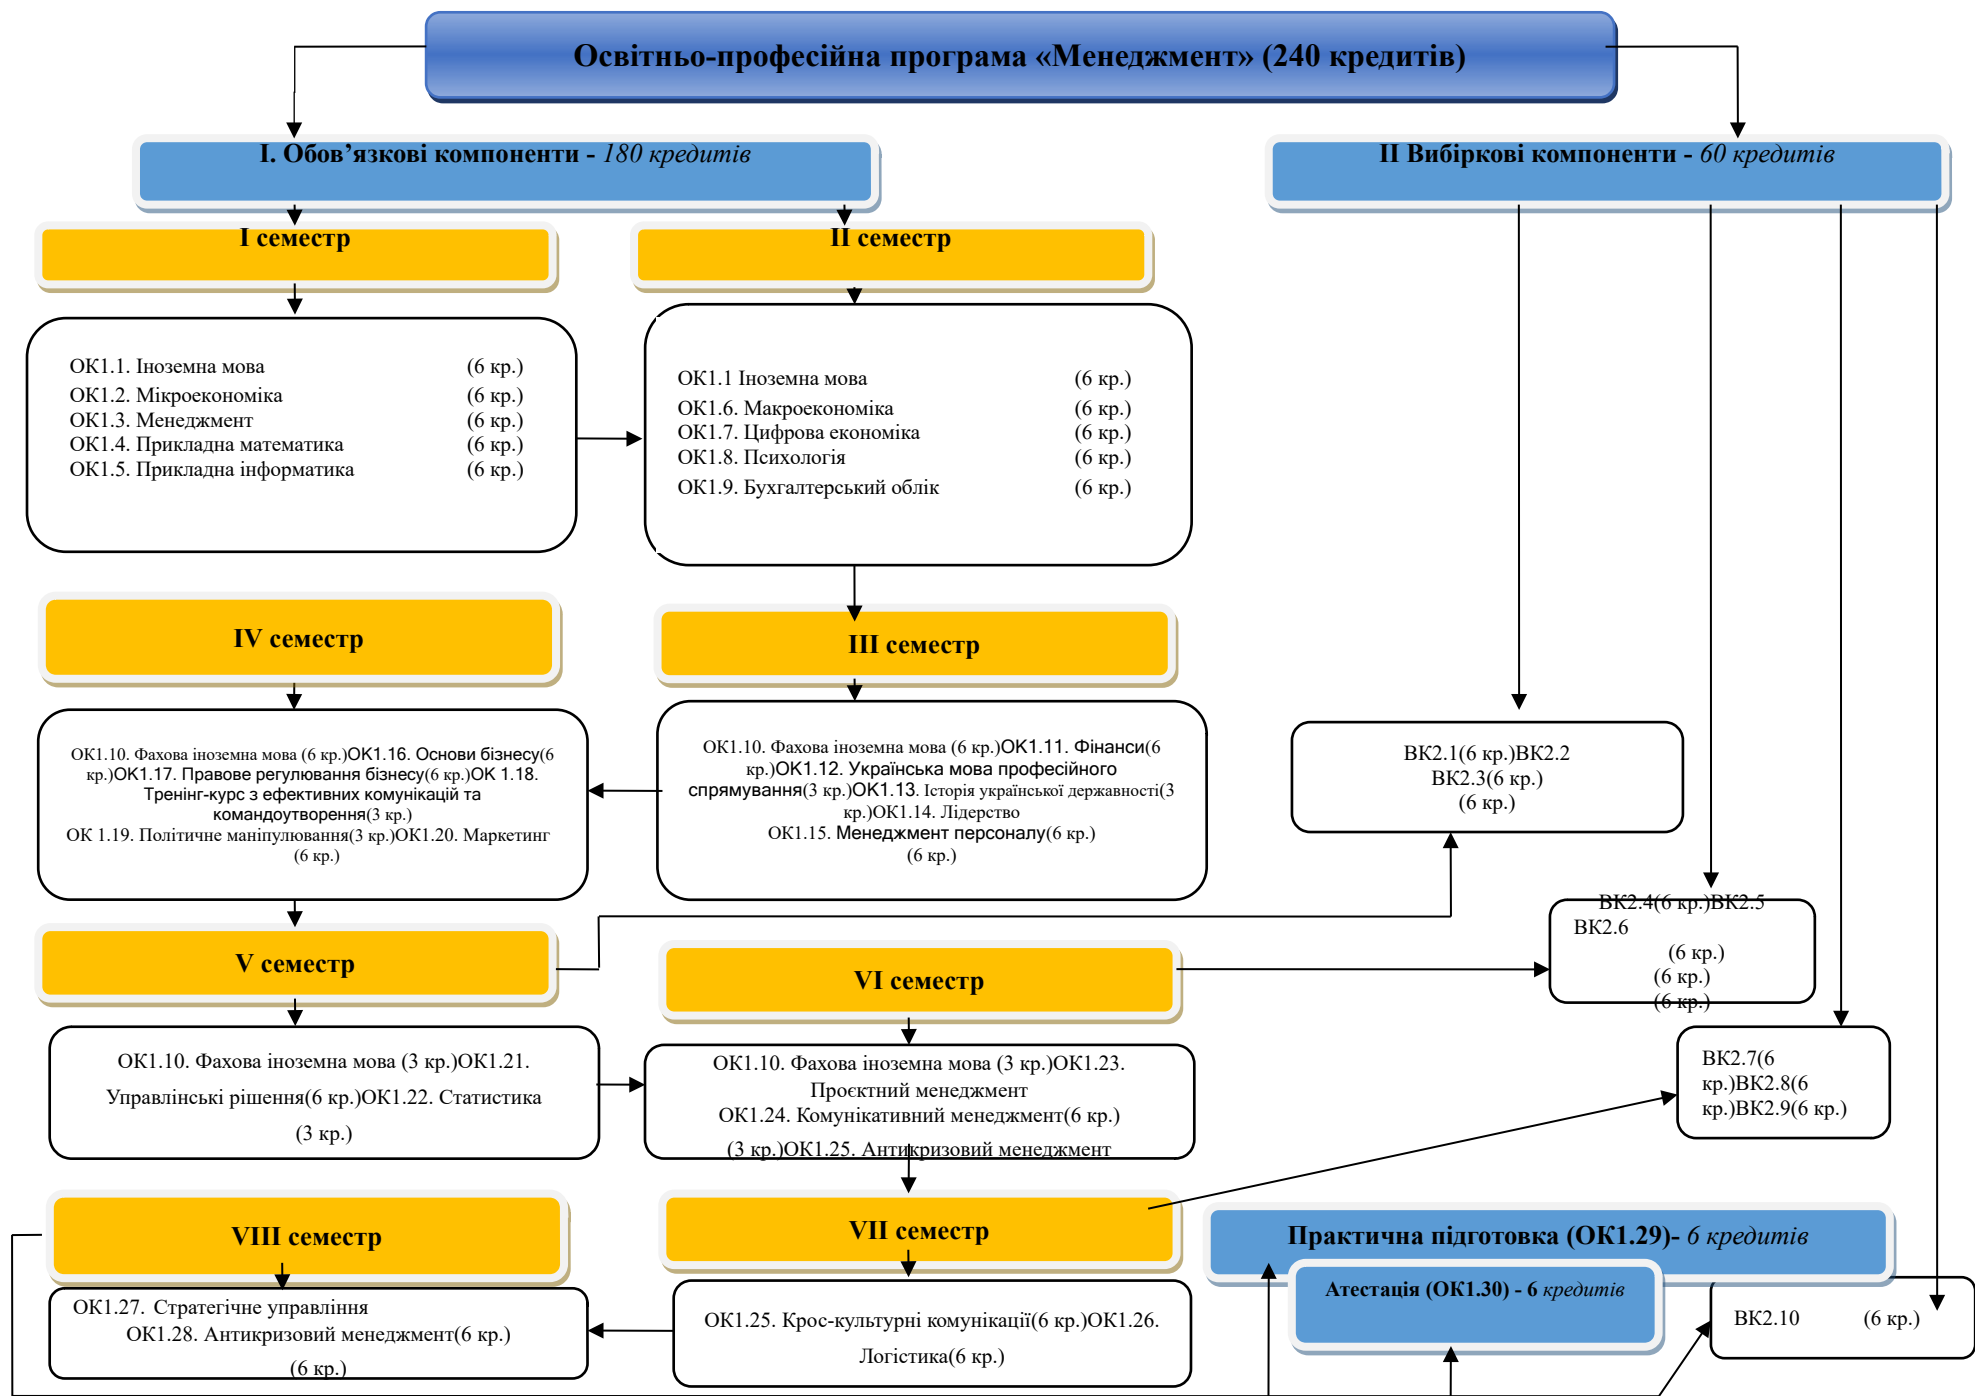 Освітньо-професійна програма «Менеджмент» (240 кредитів)
І. Обов’язкові компоненти - 180 кредитів
ІІ Вибіркові компоненти - 60 кредитів
І семестр
ІІ семестр
ОК1.1. Іноземна мова (6 кр.)
ОК1.2. Мікроекономіка (6 кр.)
ОК1.3. Менеджмент (6 кр.)
ОК1.4. Прикладна математика (6 кр.)
ОК1.5. Прикладна інформатика (6 кр.)
ОК1.1 Іноземна мова (6 кр.)
ОК1.6. Макроекономіка (6 кр.)
ОК1.7. Цифрова економіка (6 кр.)
ОК1.8. Психологія (6 кр.)
ОК1.9. Бухгалтерський облік (6 кр.)
IV семестр
ІІІ семестр
ОК1.10. Фахова іноземна мова (6 кр.)ОК1.16. Основи бізнесу(6
кр.)ОК1.17. Правове регулювання бізнесу(6 кр.)ОК 1.18.
Тренінг-курс з ефективних комунікацій та
командоутворення(3 кр.)
ОК 1.19. Політичне маніпулювання(3 кр.)ОК1.20. Маркетинг
(6 кр.)
ОК1.10. Фахова іноземна мова (6 кр.)ОК1.11. Фінанси(6
кр.)ОК1.12. Українська мова професійного
спрямування(3 кр.)ОК1.13. Історія української державності(3
кр.)ОК1.14. Лідерство
ОК1.15. Менеджмент персоналу(6 кр.)
(6 кр.)
ВК2.1(6 кр.)ВК2.2
ВК2.3(6 кр.)
(6 кр.)
ВК2.4(6 кр.)ВК2.5
ВК2.6
(6 кр.)
(6 кр.)
(6 кр.)
V семестр
VI семестр
ОК1.10. Фахова іноземна мова (3 кр.)ОК1.21.
Управлінські рішення(6 кр.)ОК1.22. Статистика
(3 кр.)
ОК1.10. Фахова іноземна мова (3 кр.)ОК1.23.
Проєктний менеджмент
ОК1.24. Комунікативний менеджмент(6 кр.)
(3 кр.)ОК1.25. Антикризовий менеджмент
ВК2.7(6
кр.)ВК2.8(6
кр.)ВК2.9(6 кр.)
VIII семестр
VII семестр
Практична підготовка (ОК1.29)- 6 кредитів
Атестація (ОК1.30) - 6 кредитів
ОК1.27. Стратегічне управління
ОК1.28. Антикризовий менеджмент(6 кр.)
(6 кр.)
ОК1.25. Крос-культурні комунікації(6 кр.)ОК1.26.
Логістика(6 кр.)
ВК2.10 (6 кр.)